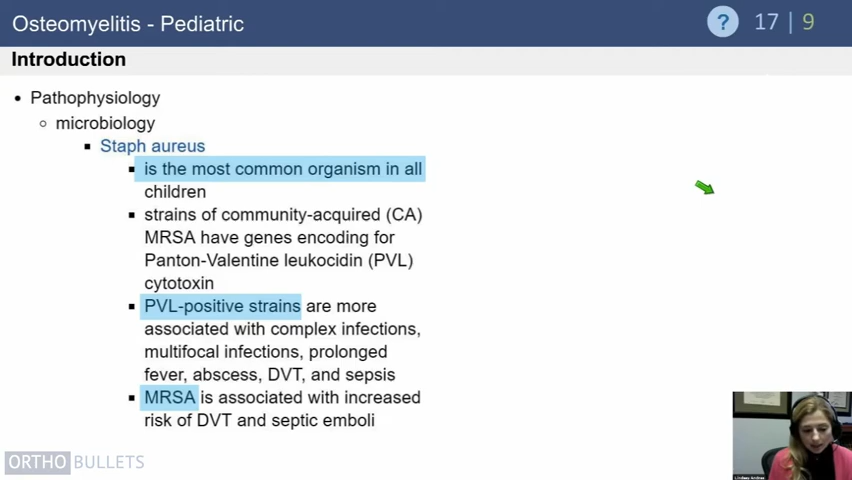 Osteomyelitis - Pediatric
? 17 | 9
Introduction
Pathophysiology
microbiology
Staph aureus
is the most common organism in all
children
strains of community-acquired (CA)
MRSA have genes encoding for
Panton-Valentine leukocidin (PVL)
cytotoxin
PVL-positive strains are more
associated with complex infections,
multifocal infections, prolonged
fever, abscess, DVT, and sepsis
MRSA is associated with increased
risk of DVT and septic emboli
ORTHOBULLETS
Lindsay Andras